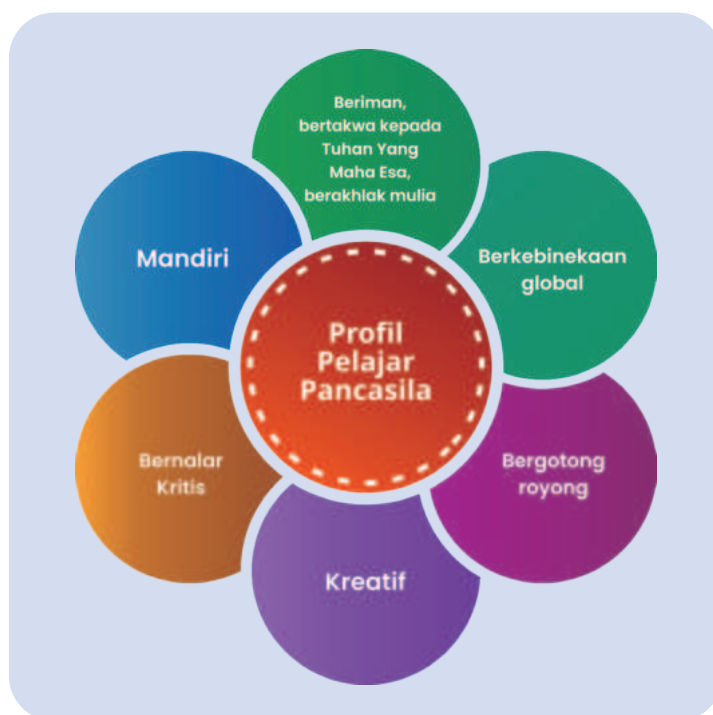 Beriman,
bertakwa kepada
Tuhan Yang
Maha Esa,
berakhlak mulia
Mandiri
Berkebinekaan
global
Profil
Pelajar
Pancasila
Bernalar
Kritis
Bergotong
royong
Kreatif